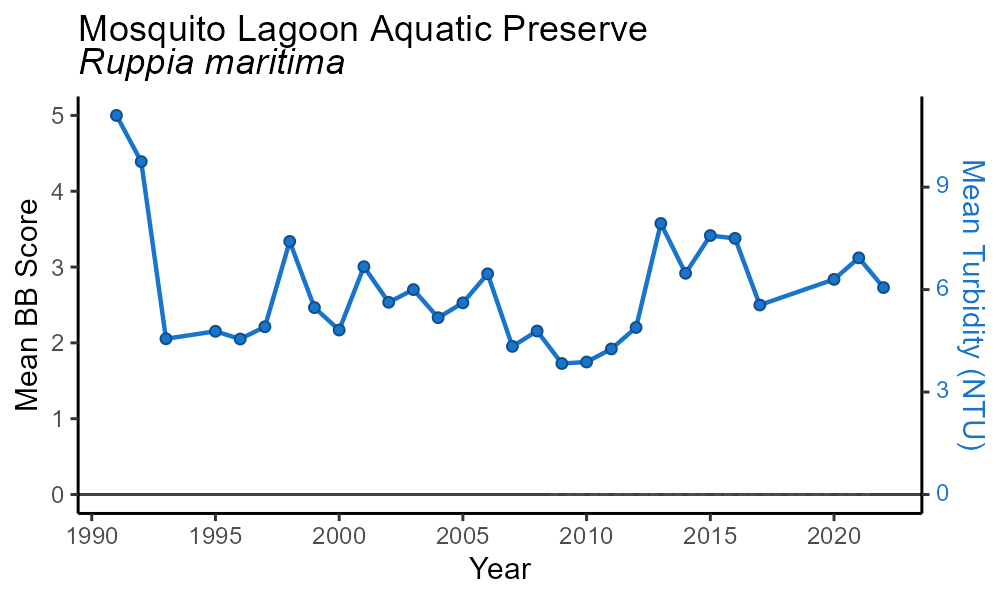 Mosquito Lagoon Aquatic Preserve
Ruppia maritima
Mean BB Score
5
4
3
2
1
0
Mean Turbidity (NTU)
9
6
3
0
1990 1995 2000 2005 2010 2015 2020
Year